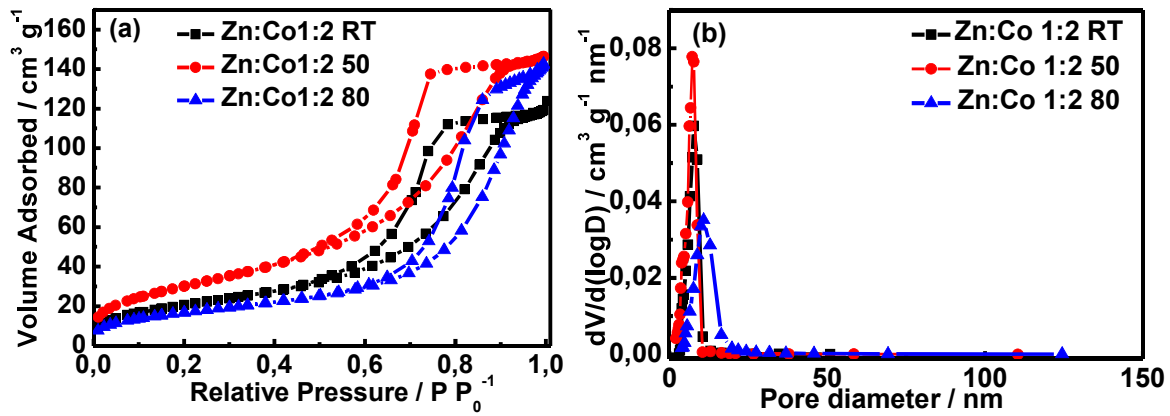 (a)
Zn:Co1:2 RT
Zn:Co1:2 50
Zn:Co1:2 80
Volume Adsorbed / cm³ g⁻¹
160
140
120
100
80
60
40
20
0
0,0 0,2 0,4 0,6 0,8 1,0
Relative Pressure / P P₀⁻¹
(b)
Zn:Co 1:2 RT
Zn:Co 1:2 50
Zn:Co 1:2 80
dV/d(logD) / cm³ g⁻¹ nm⁻¹
0,08
0,06
0,04
0,02
0,00
0 50 100 150
Pore diameter / nm